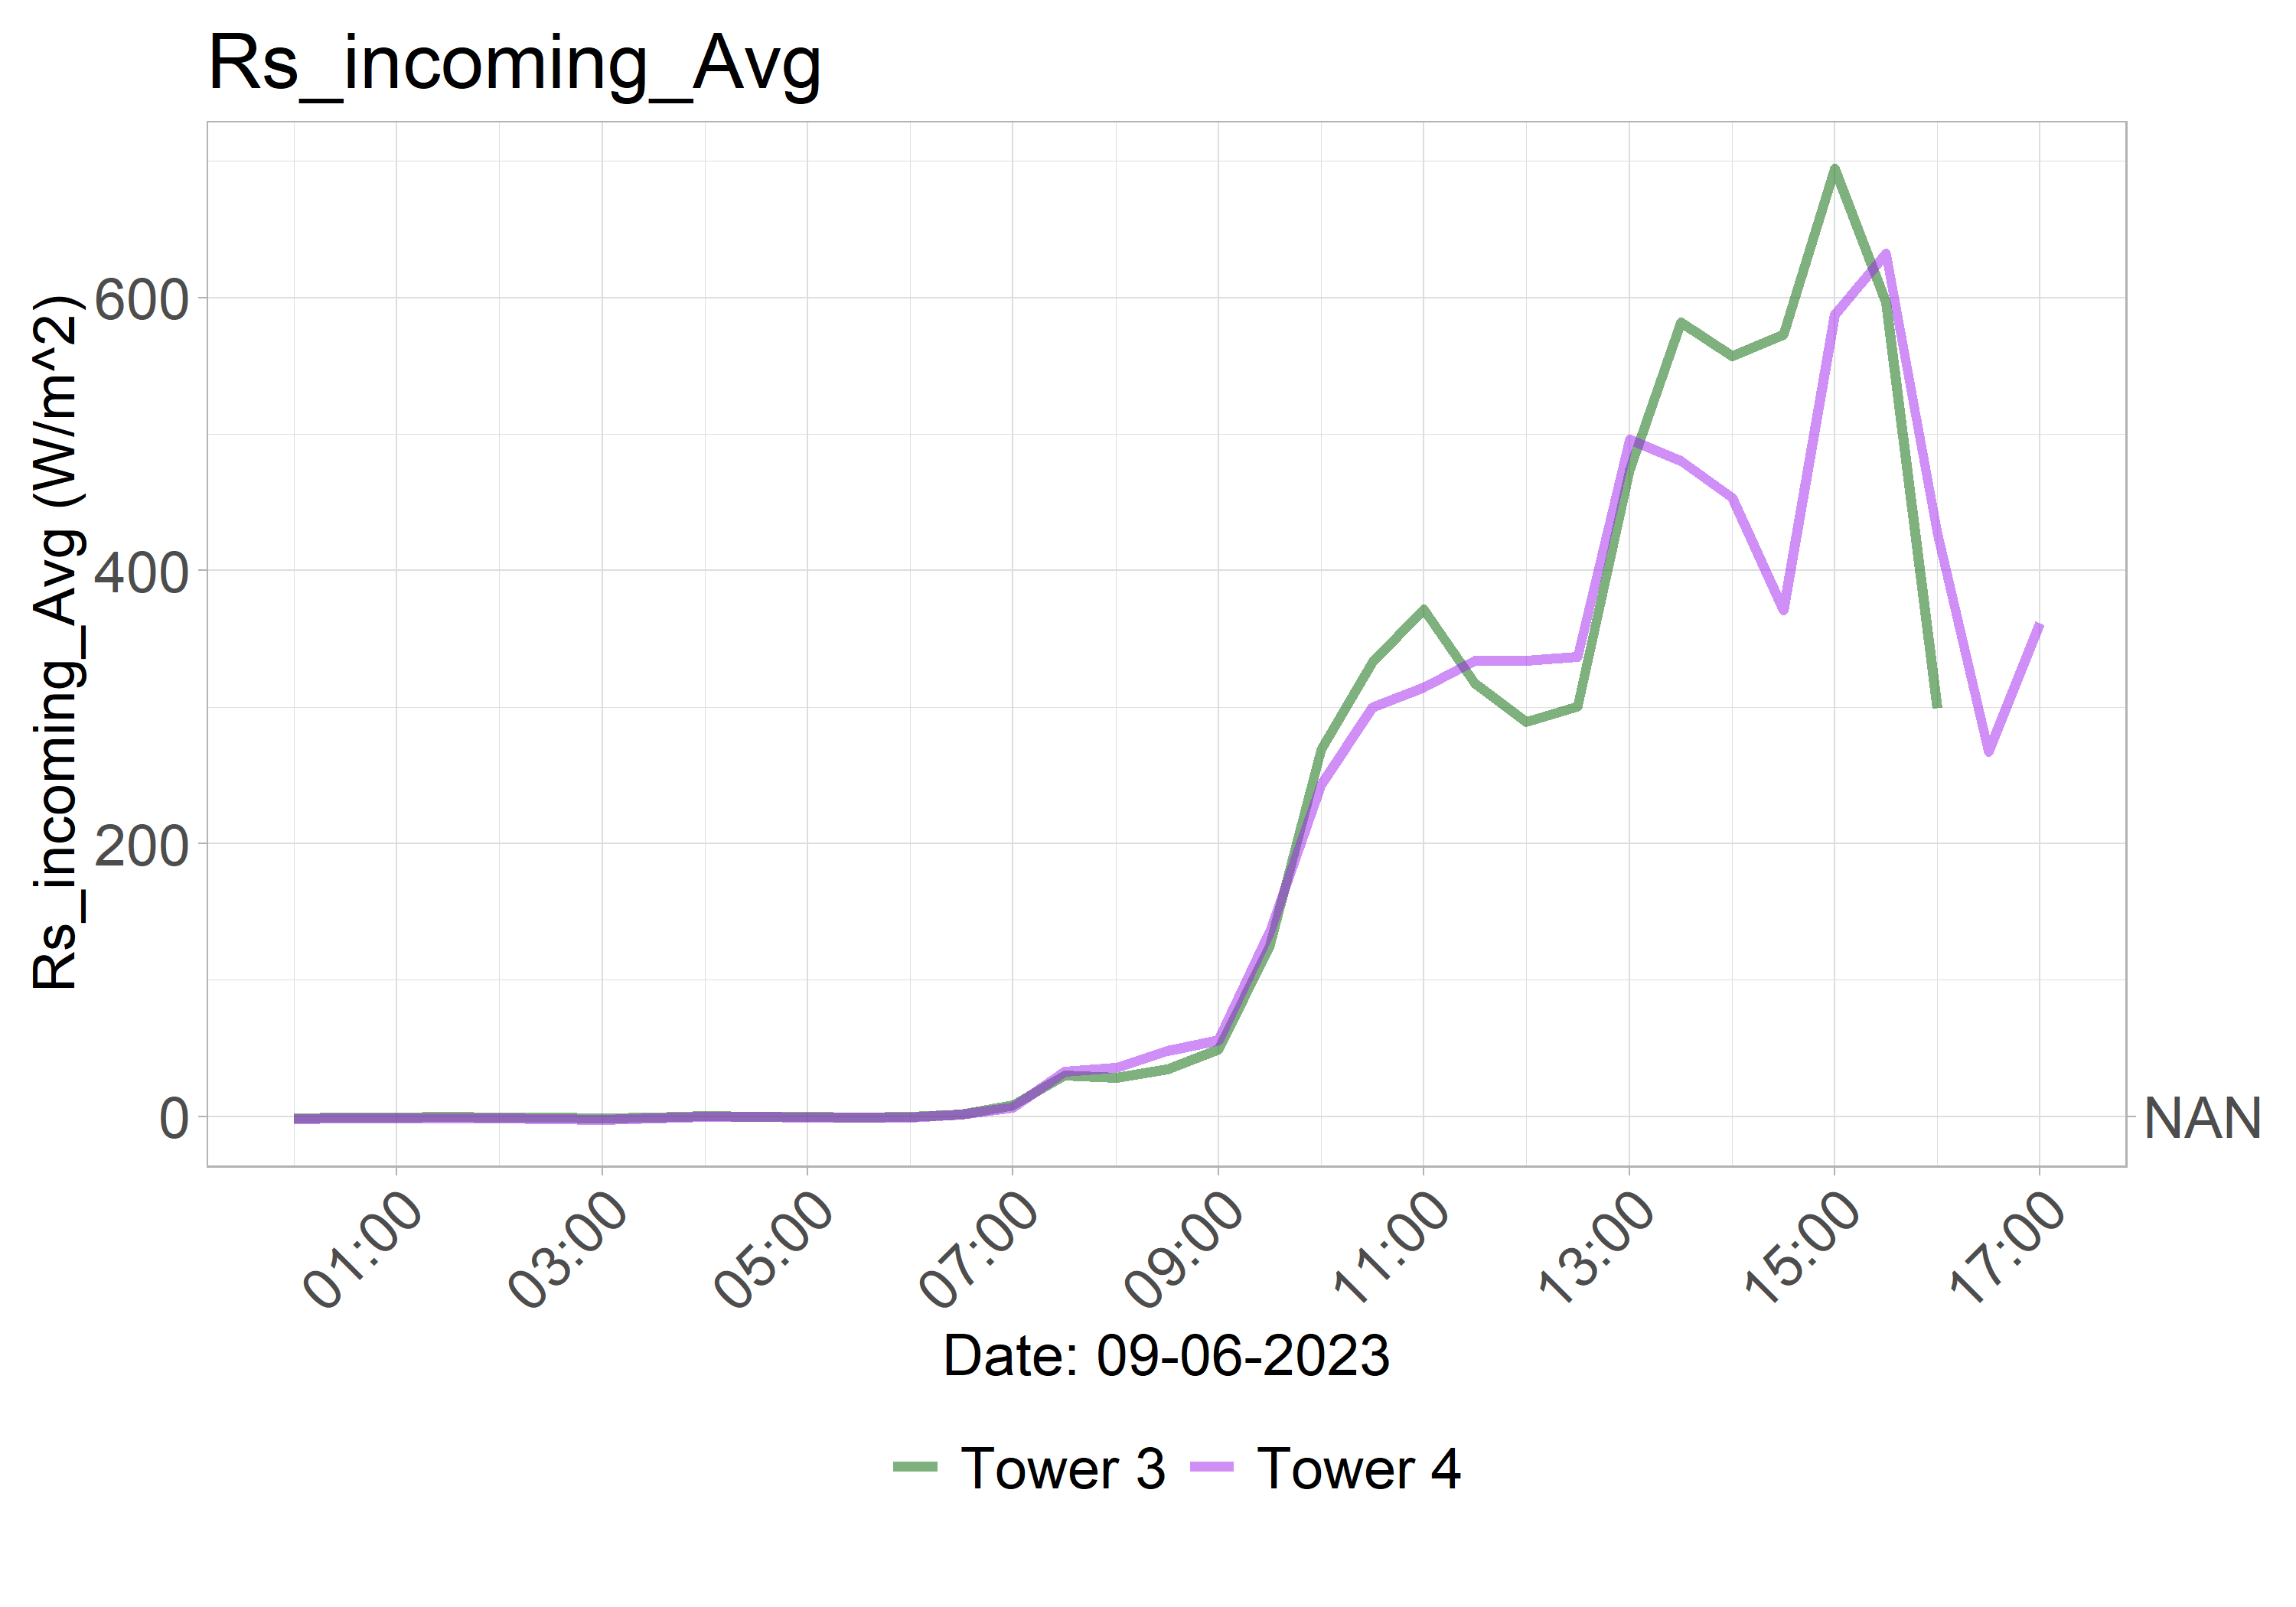 Rs_incoming_Avg
Rs_incoming_Avg (W/m^2)
600
400
200
0
NAN
01:00
03:00
05:00
07:00
09:00
11:00
13:00
15:00
17:00
Date: 09-06-2023
Tower 3
Tower 4